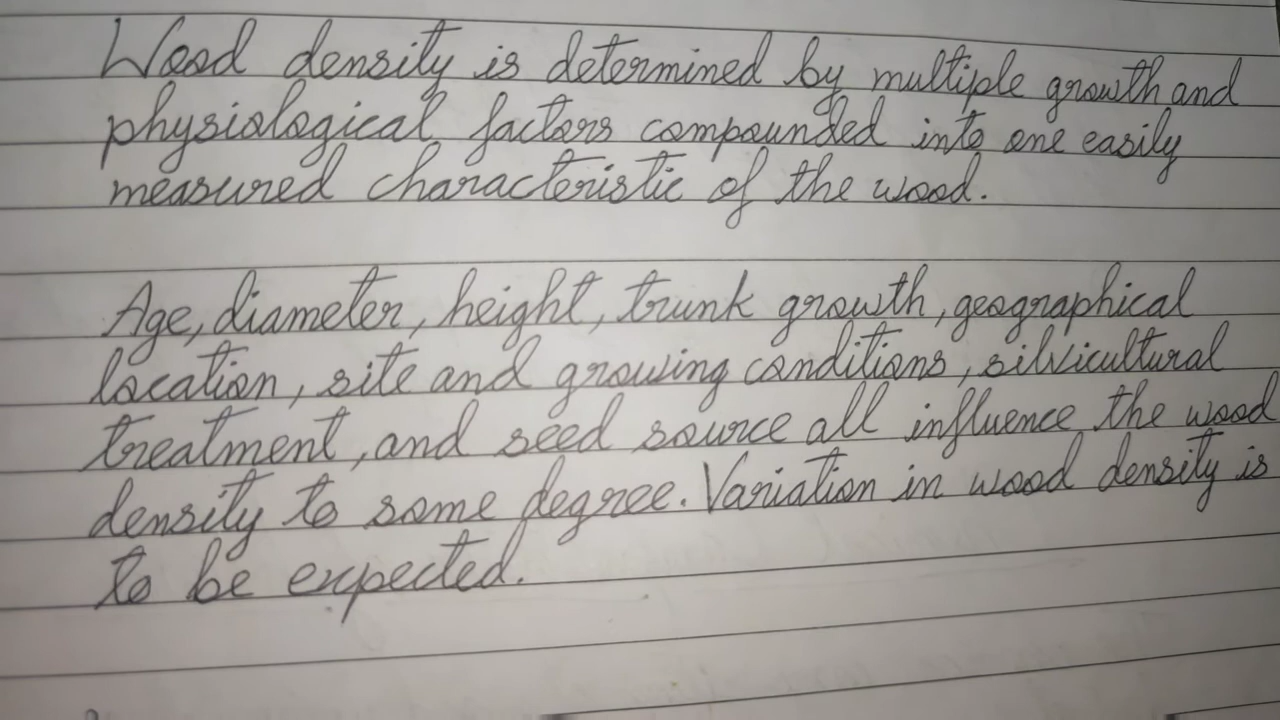 Wood density is determined by multiple growth and
physiological factors compounded into one easily
measured characteristic of the wood.
Age, diameter, height, trunk growth, geographical
location, site and growing conditions, silvicultural
treatment, and seed source all influence the wood
density to some degree. Variation in wood density is
to be expected.